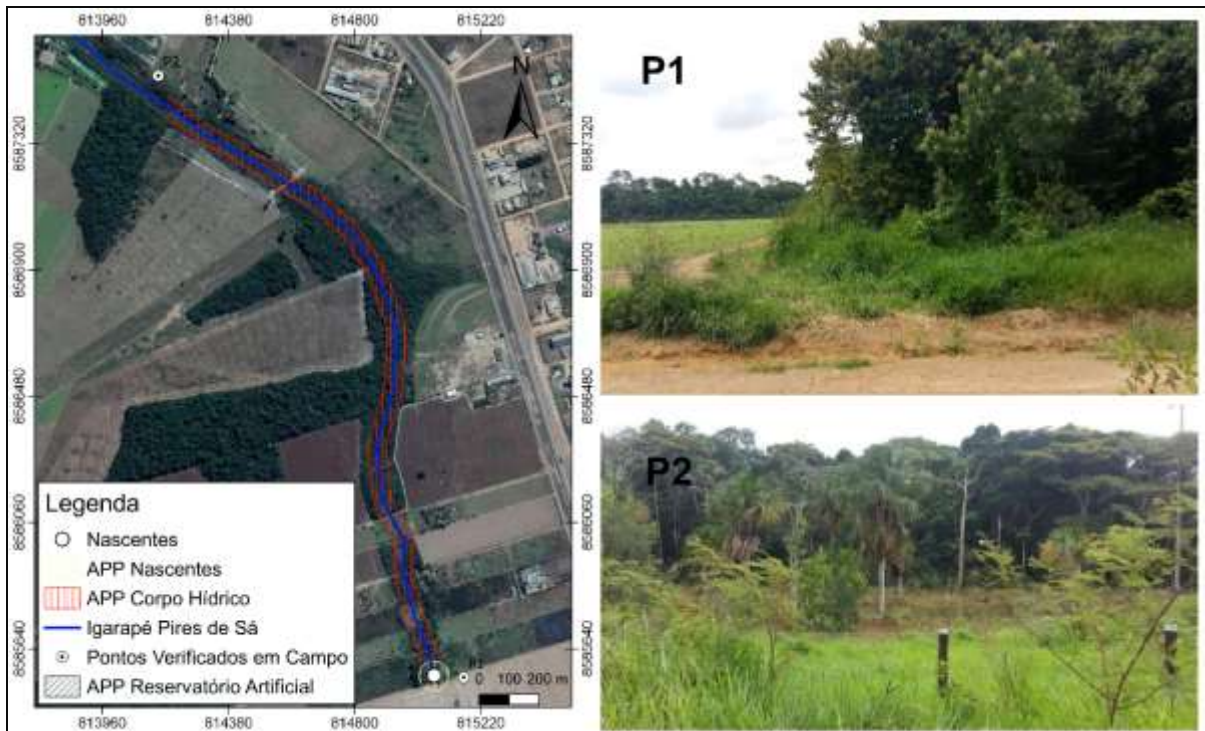 813960 814380 814800 815220
P2
N
8587320 8587320
8586900 8586900
8586480 8586480
8586060 8586060
8585640 8585640
Legenda
Nascentes
APP Nascentes
APP Corpo Hídrico
Igarapé Pires de Sá
Pontos Verificados em Campo
APP Reservatório Artificial
P1
0 100 200 m
813960 814380 814800 815220
P1
P2